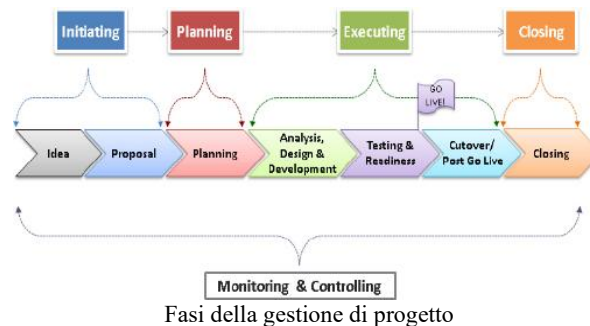 Initiating
Planning
Executing
Closing
GO
LIVE!
Idea
Proposal
Planning
Analysis,
Design &
Development
Testing &
Readiness
Cutover/
Post Go Live
Closing
Monitoring & Controlling
Fasi della gestione di progetto